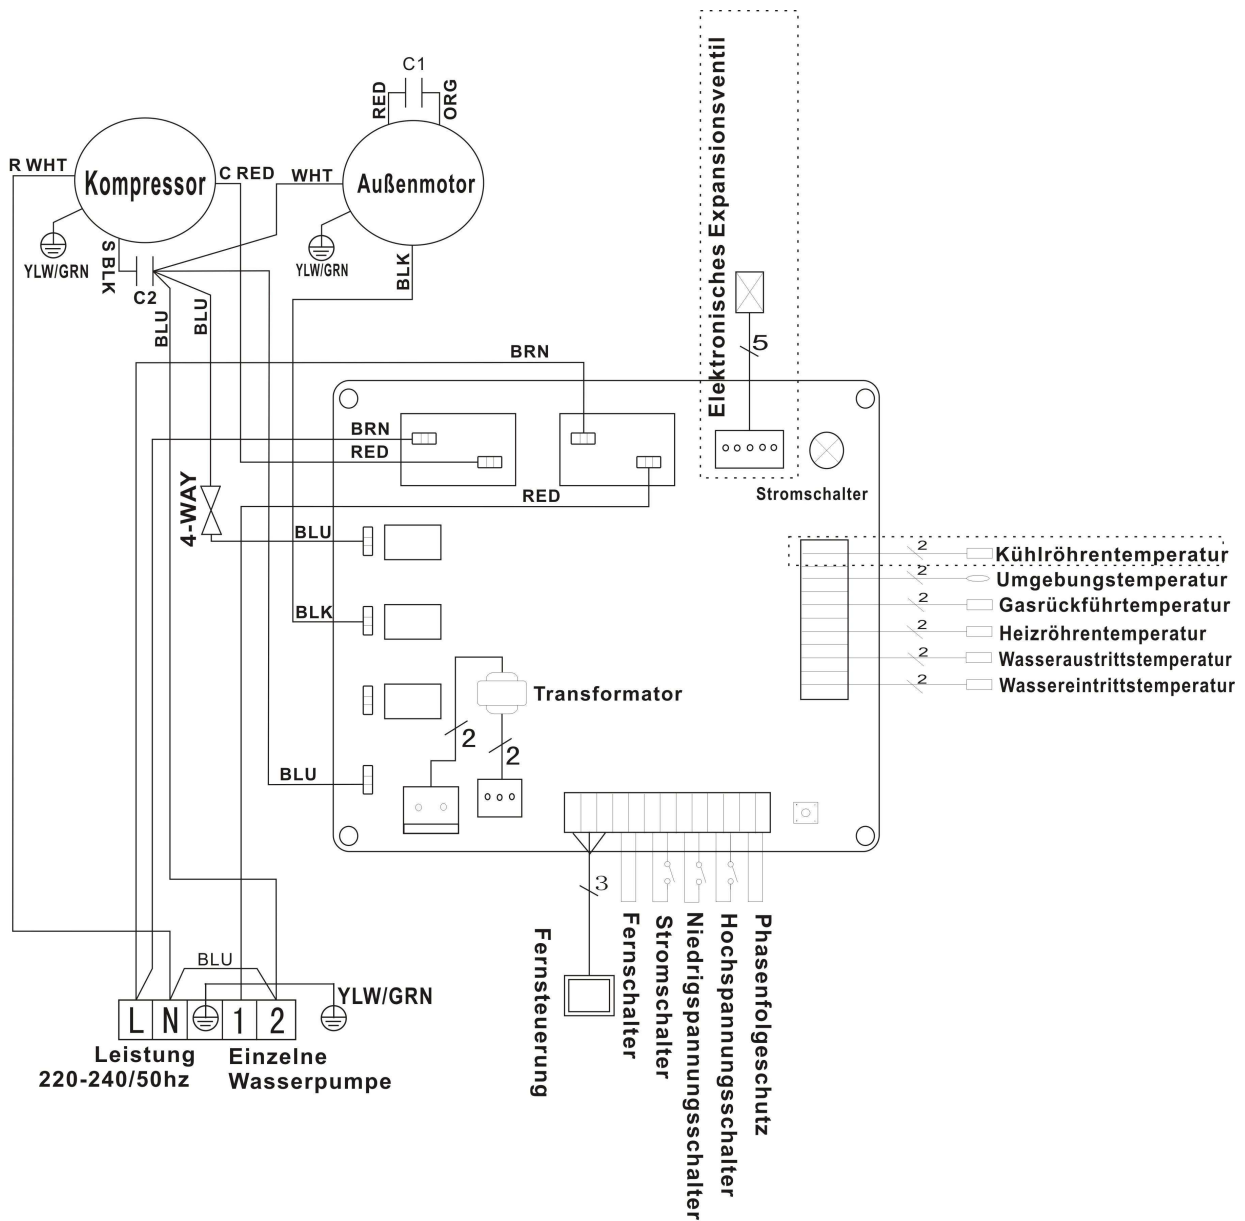 C1
RED
ORG
R WHT
Kompressor
C RED
WHT
Außenmotor
YLW/GRN
S BLK
C2
YLW/GRN
BLK
BLU
BLU
Elektronisches Expansionsventil
5
BRN
BRN
RED
RED
Stromschalter
4-WAY
BLU
BLK
2
Kühlröhrentemperatur
2
Umgebungstemperatur
2
Gasrückführtemperatur
2
Heizröhrentemperatur
2
Wasseraustrittstemperatur
2
Wassereintrittstemperatur
Transformator
2
2
BLU
3
Fernsteuerung
Fernschalter
Stromschalter
Niedrigspannungsschalter
Hochspannungsschalter
Phasenfolgeschutz
BLU
YLW/GRN
L N 1 2
Leistung
220-240/50hz
Einzelne
Wasserpumpe